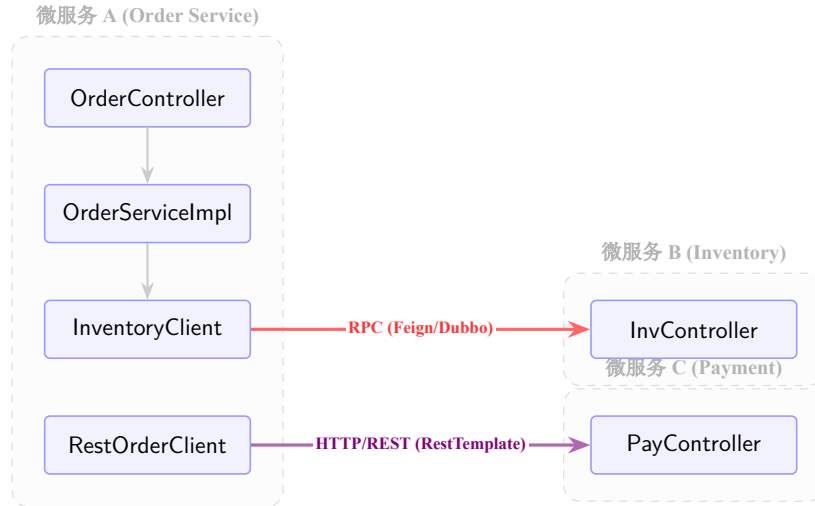 微服务 A (Order Service)
OrderController
OrderServiceImpl
微服务 B (Inventory)
InventoryClient
RPC (Feign/Dubbo)
InvController
微服务 C (Payment)
RestOrderClient
HTTP/REST (RestTemplate)
PayController